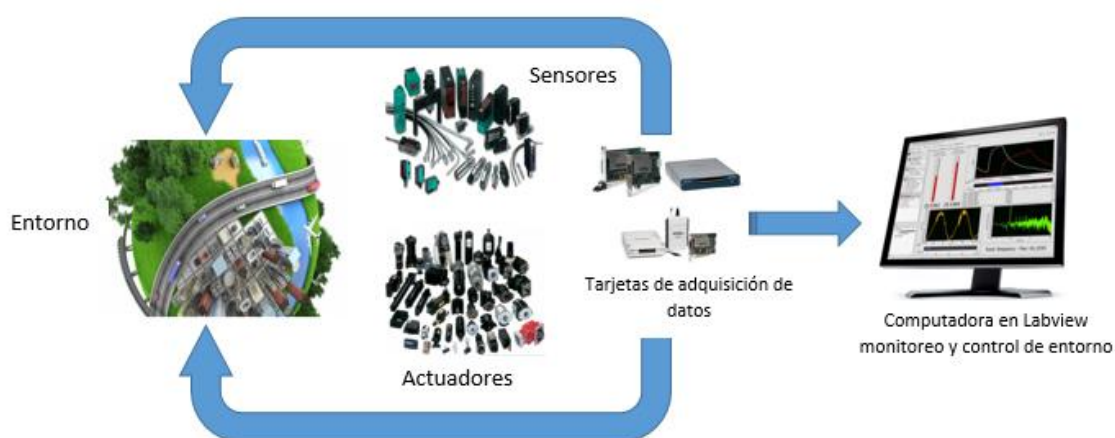 Sensores
Entorno
Actuadores
Tarjetas de adquisición de
datos
Computadora en Labview
monitoreo y control de entorno